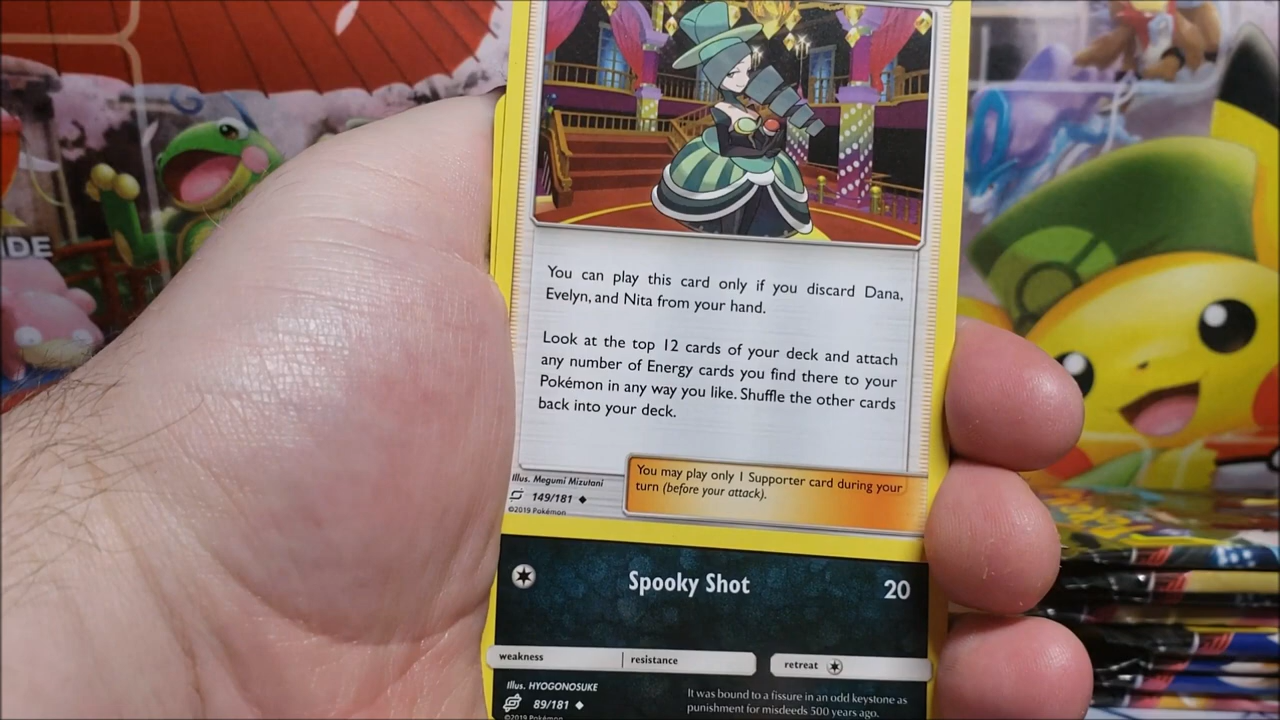 IDE
You can play this card only if you discard Dana,
Evelyn, and Nita from your hand.
Look at the top 12 cards of your deck and attach
any number of Energy cards you find there to your
Pokémon in any way you like. Shuffle the other cards
back into your deck.
Illus. Megumi Mizutani
149/181
©2019 Pokémon
You may play only 1 Supporter card during your
turn (before your attack).
Spooky Shot 20
weakness resistance retreat
Illus. HYOGONOSUKE
89/181
©2019 Pokémon
It was bound to a fissure in an odd keystone as
punishment for misdeeds 500 years ago.